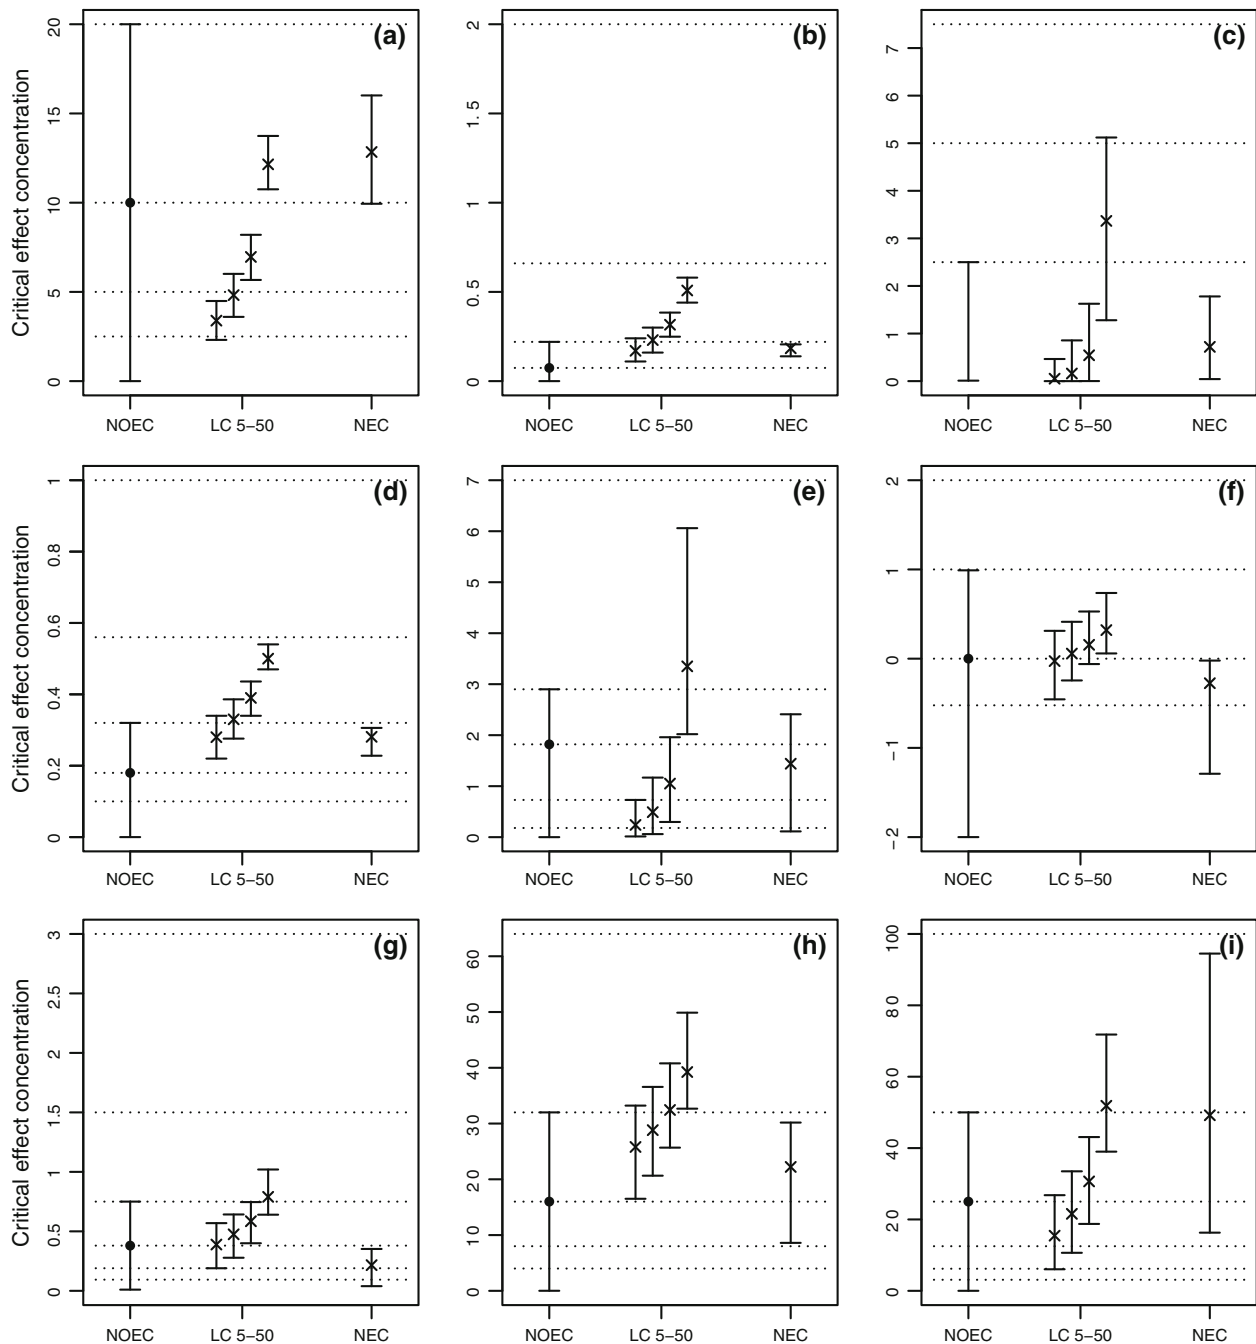 Critical effect concentration
20
15
10
5
0
(a)
NOEC LC 5–50 NEC
2
1.5
1
0.5
0
(b)
NOEC LC 5–50 NEC
7
6
5
4
3
2
1
0
(c)
NOEC LC 5–50 NEC
Critical effect concentration
1
0.8
0.6
0.4
0.2
0
(d)
NOEC LC 5–50 NEC
7
6
5
4
3
2
1
0
(e)
NOEC LC 5–50 NEC
2
1
0
−1
−2
(f)
NOEC LC 5–50 NEC
Critical effect concentration
3
2.5
2
1.5
1
0.5
0
(g)
NOEC LC 5–50 NEC
60
50
40
30
20
10
0
(h)
NOEC LC 5–50 NEC
100
80
60
40
20
0
(i)
NOEC LC 5–50 NEC